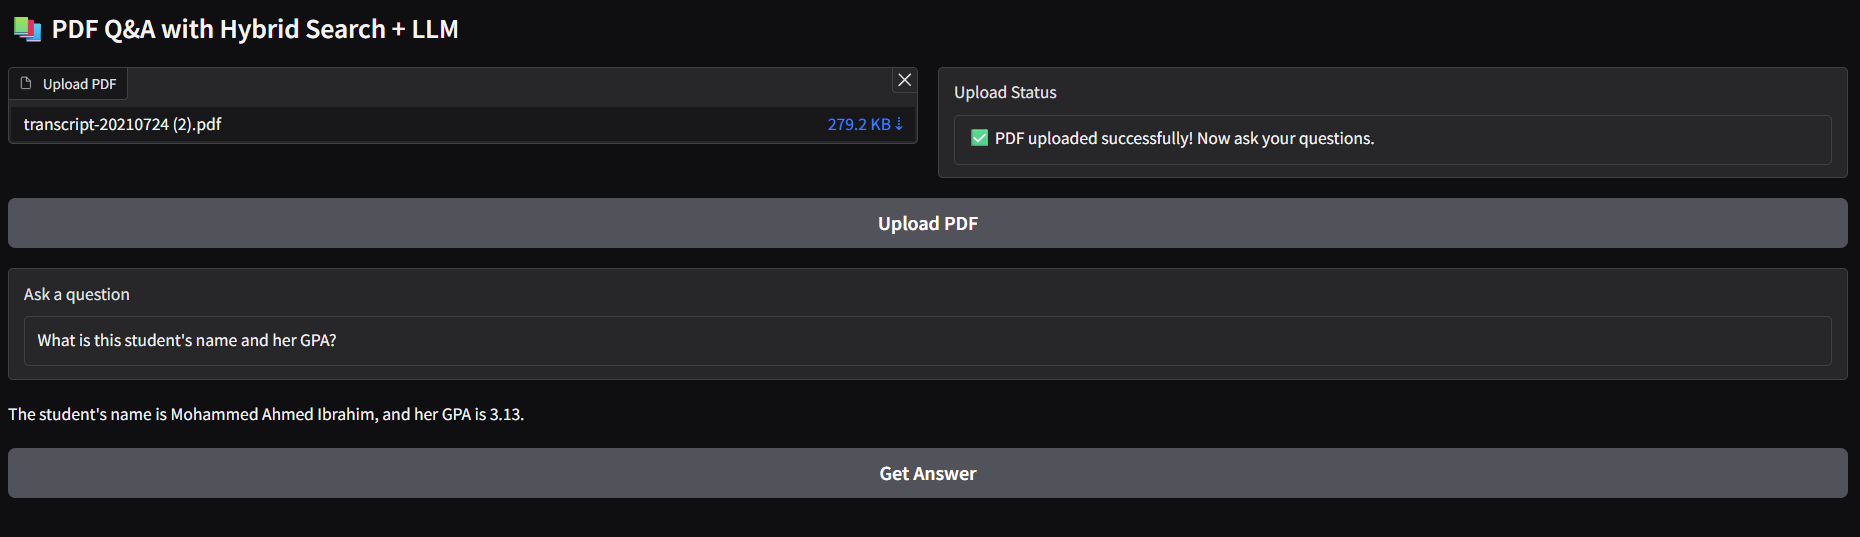 📚 PDF Q&A with Hybrid Search + LLM
Upload PDF
transcript-20210724 (2).pdf
279.2 KB ↓
Upload Status
✅ PDF uploaded successfully! Now ask your questions.
Upload PDF
Ask a question
What is this student's name and her GPA?
The student's name is Mohammed Ahmed Ibrahim, and her GPA is 3.13.
Get Answer